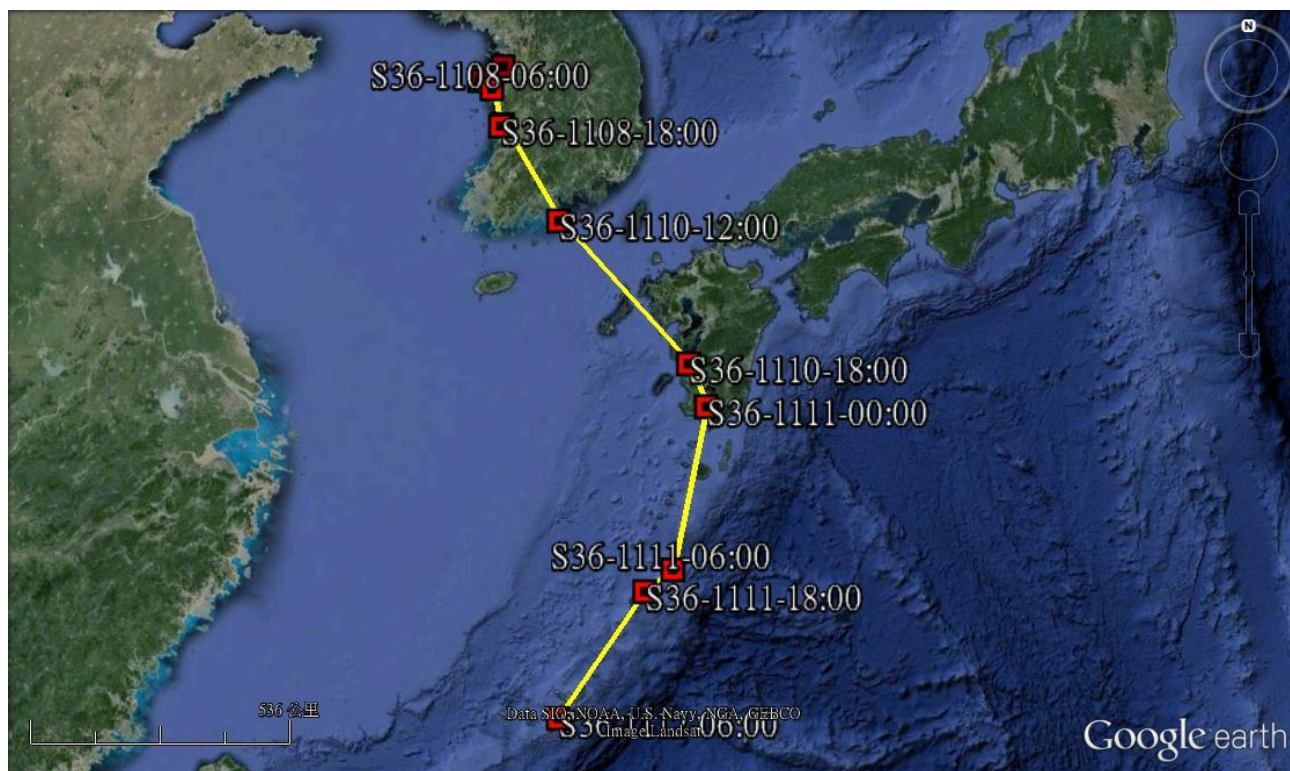 N
S36-1108-06:00
S36-1108-18:00
S36-1110-12:00
S36-1110-18:00
S36-1111-00:00
S36-1111-06:00
S36-1111-18:00
536 公里
Data SIO, NOAA, U.S. Navy, NGA, GEBCO
06:00
Image Landsat
Google earth